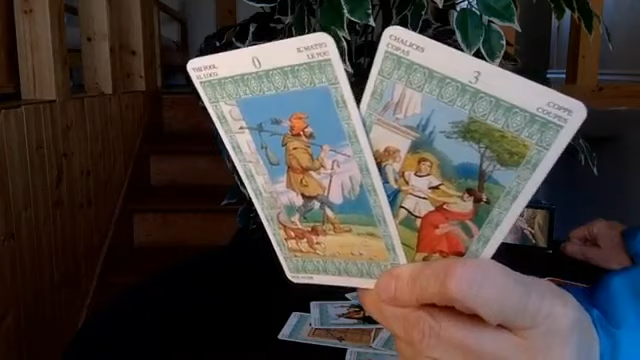 THE FOOL
EL LOCO
0
IL MATTO
LE FOU
CHALICES
COPAS
3
COPPE
COUPES